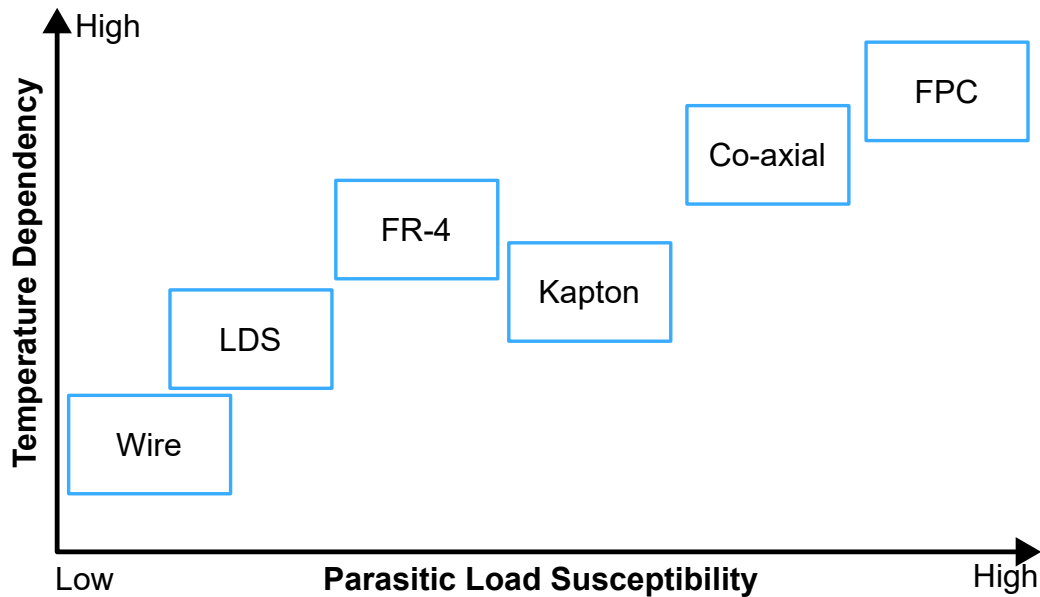 High
Temperature Dependency
FPC
Co-axial
FR-4
Kapton
LDS
Wire
Low
Parasitic Load Susceptibility
High